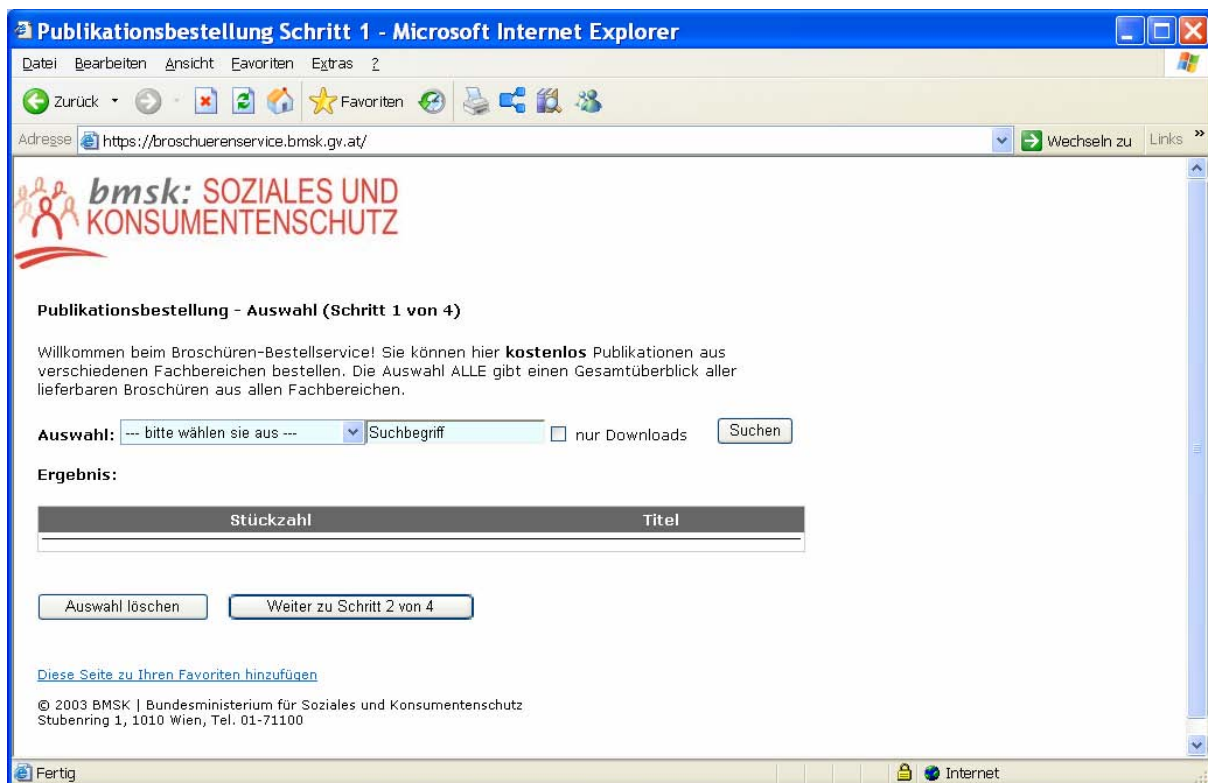 Publikationsbestellung Schritt 1 - Microsoft Internet Explorer
Datei Bearbeiten Ansicht Favoriten Extras ?
Zurück Favoriten
Adresse https://broschuerenservice.bmsk.gv.at/ Wechseln zu Links »
bmsk: SOZIALES UND
KONSUMENTENSCHUTZ
Publikationsbestellung - Auswahl (Schritt 1 von 4)
Willkommen beim Broschüren-Bestellservice! Sie können hier kostenlos Publikationen aus
verschiedenen Fachbereichen bestellen. Die Auswahl ALLE gibt einen Gesamtüberblick aller
lieferbaren Broschüren aus allen Fachbereichen.
Auswahl: --- bitte wählen sie aus --- Suchbegriff nur Downloads Suchen
Ergebnis:
Stückzahl Titel
Auswahl löschen Weiter zu Schritt 2 von 4
Diese Seite zu Ihren Favoriten hinzufügen
© 2003 BMSK | Bundesministerium für Soziales und Konsumentenschutz
Stubenring 1, 1010 Wien, Tel. 01-71100
Fertig Internet